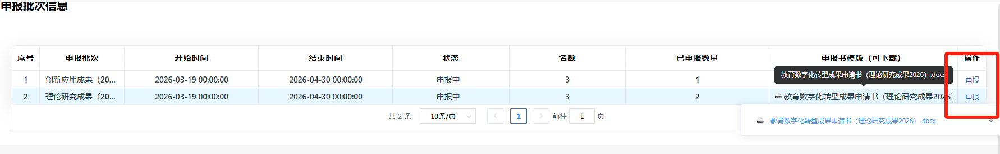 申报批次信息
序号 申报批次 开始时间 结束时间 状态 名额 已申报数量 申报书模版（可下载） 操作
教育数字化转型成果申请书（理论研究成果2026）.docx
1 创新应用成果（20... 2026-03-19 00:00:00 2026-04-30 00:00:00 申报中 3 1 申报
2 理论研究成果（20... 2026-03-19 00:00:00 2026-04-30 00:00:00 申报中 3 2 教育数字化转型成果申请书（理论研究成果2026） 申报
共 2 条 10条/页 1 前往 1 页
教育数字化转型成果申请书（理论研究成果2026）.docx